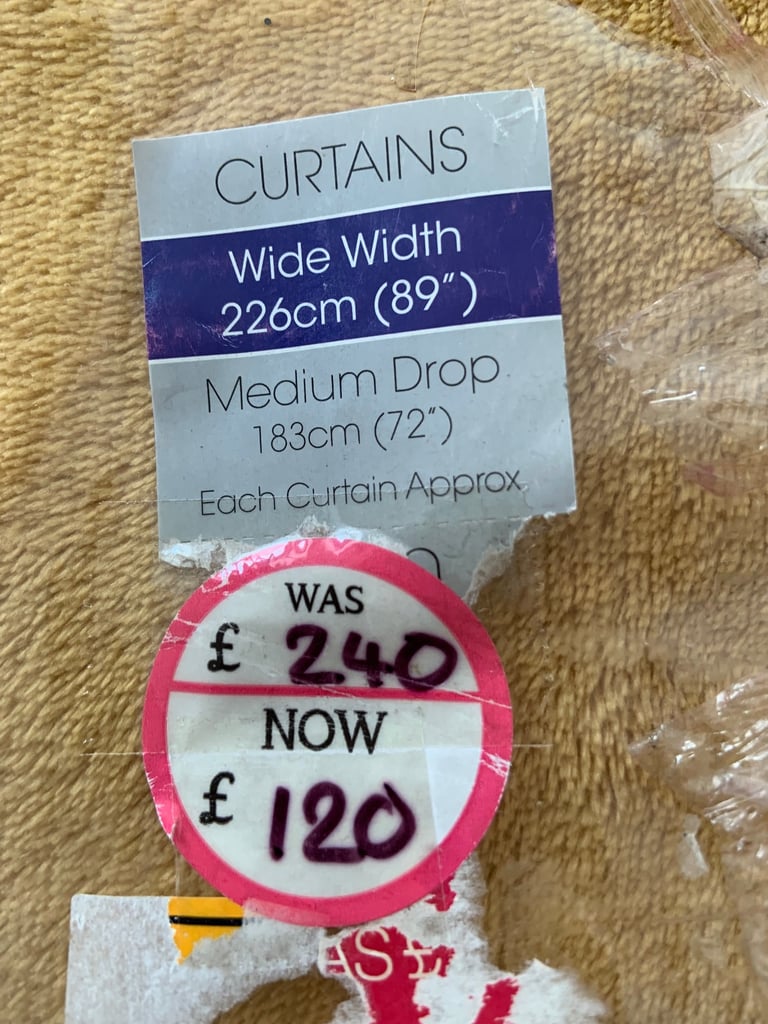 CURTAINS
Wide Width
226cm (89")
Medium Drop
183cm (72")
Each Curtain Approx
WAS
£ 240
NOW
£ 120